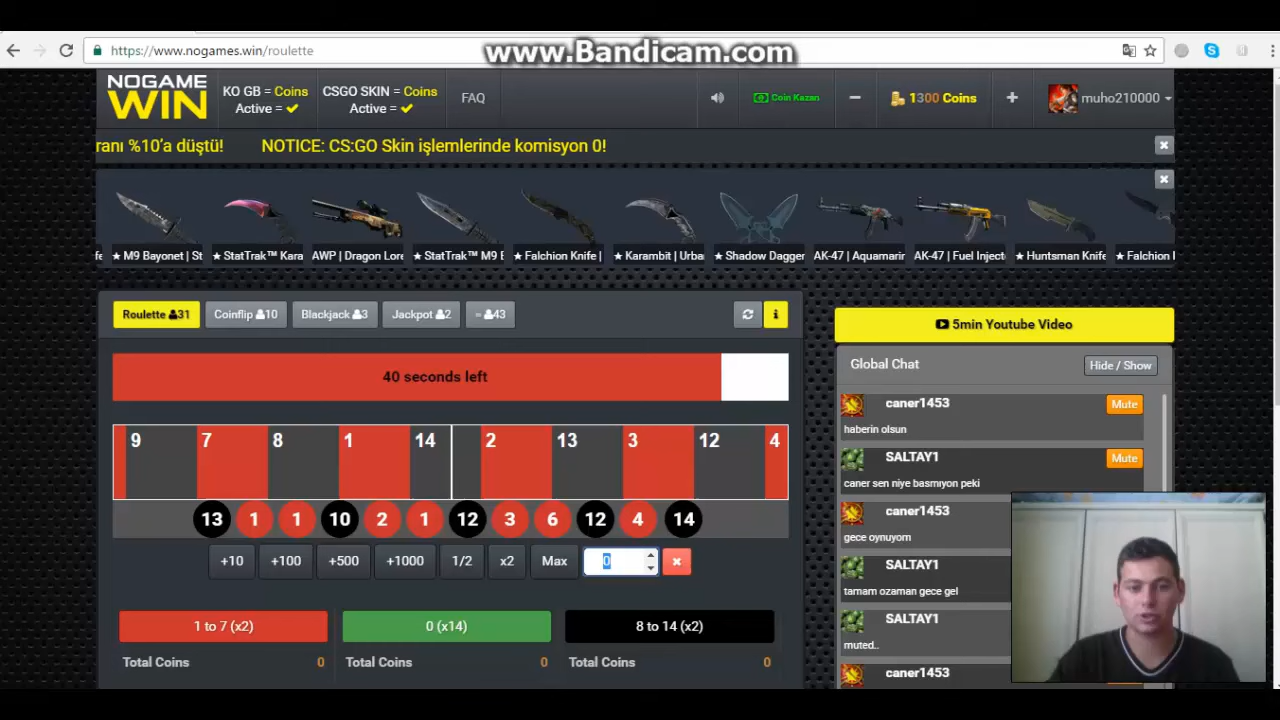 www.Bandicam.com
https://www.nogames.win/roulette
NOGAME
WIN
KO GB = Coins
Active = ✔
CSGO SKIN = Coins
Active = ✔
FAQ
Coin Kazan
1300 Coins
muho210000
ranı %10'a düştü! NOTICE: CS:GO Skin işlemlerinde komisyon 0!
★ M9 Bayonet | St
★ StatTrak™ Kara
AWP | Dragon Lore
★ StatTrak™ M9 B
★ Falchion Knife |
★ Karambit | Urba
★ Shadow Dagger
AK-47 | Aquamarin
AK-47 | Fuel Inject
★ Huntsman Knife
★ Falchion
Roulette 31
Coinflip 10
Blackjack 3
Jackpot 2
= 43
i
40 seconds left
9 7 8 1 14 2 13 3 12 4
13 1 1 10 2 1 12 3 6 12 4 14
+10 +100 +500 +1000 1/2 x2 Max 0
1 to 7 (x2)
0 (x14)
8 to 14 (x2)
Total Coins 0
Total Coins 0
Total Coins 0
5min Youtube Video
Global Chat
Hide / Show
caner1453
Mute
haberin olsun
SALTAY1
Mute
caner sen niye basmıyon peki
caner1453
gece oynuyom
SALTAY1
tamam ozaman gece gel
SALTAY1
muted..
caner1453